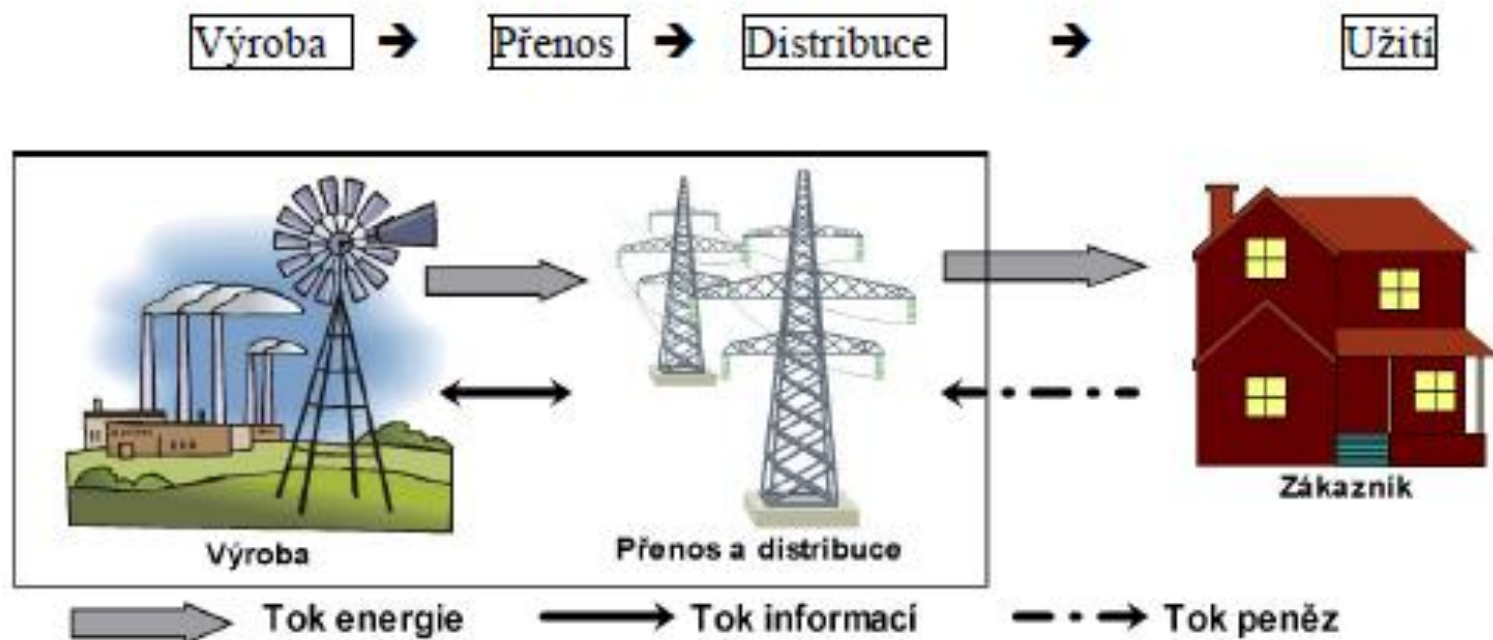 Výroba ➔ Přenos ➔ Distribuce ➔ Užití
Výroba
Přenos a distribuce
Zákazník
Tok energie Tok informací Tok peněz